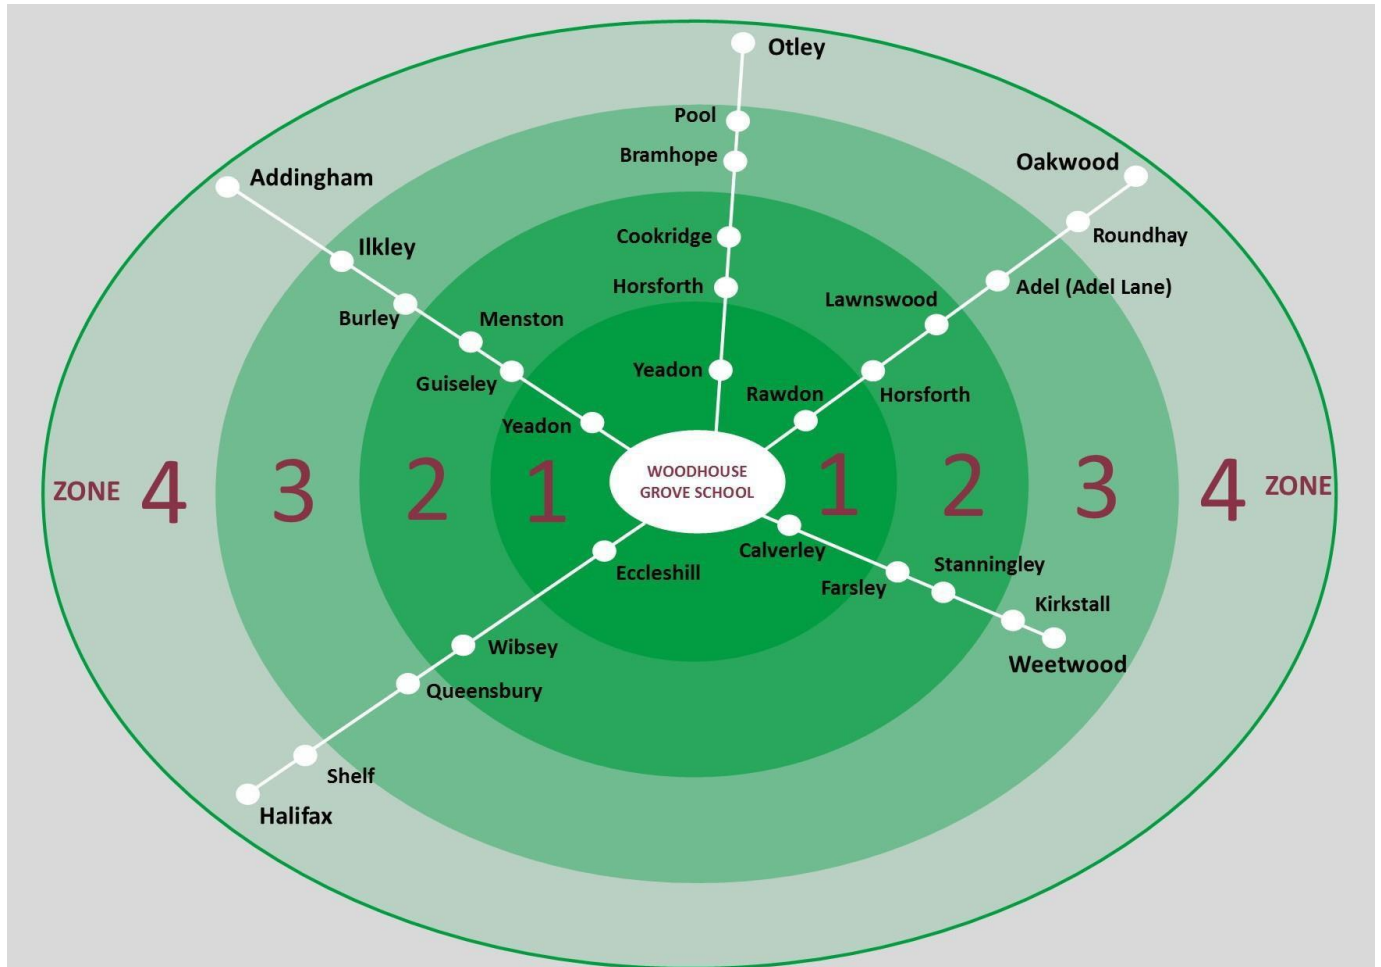 Otley
Pool
Bramhope
Oakwood
Addingham
Roundhay
Cookridge
Ilkley
Horsforth
Adel (Adel Lane)
Lawnswood
Burley
Menston
Yeadon
Guiseley
Rawdon
Horsforth
Yeadon
ZONE 4 3 2 1
WOODHOUSE
GROVE SCHOOL
1 2 3 4 ZONE
Calverley
Eccleshill
Stanningley
Farsley
Kirkstall
Wibsey
Weetwood
Queensbury
Shelf
Halifax